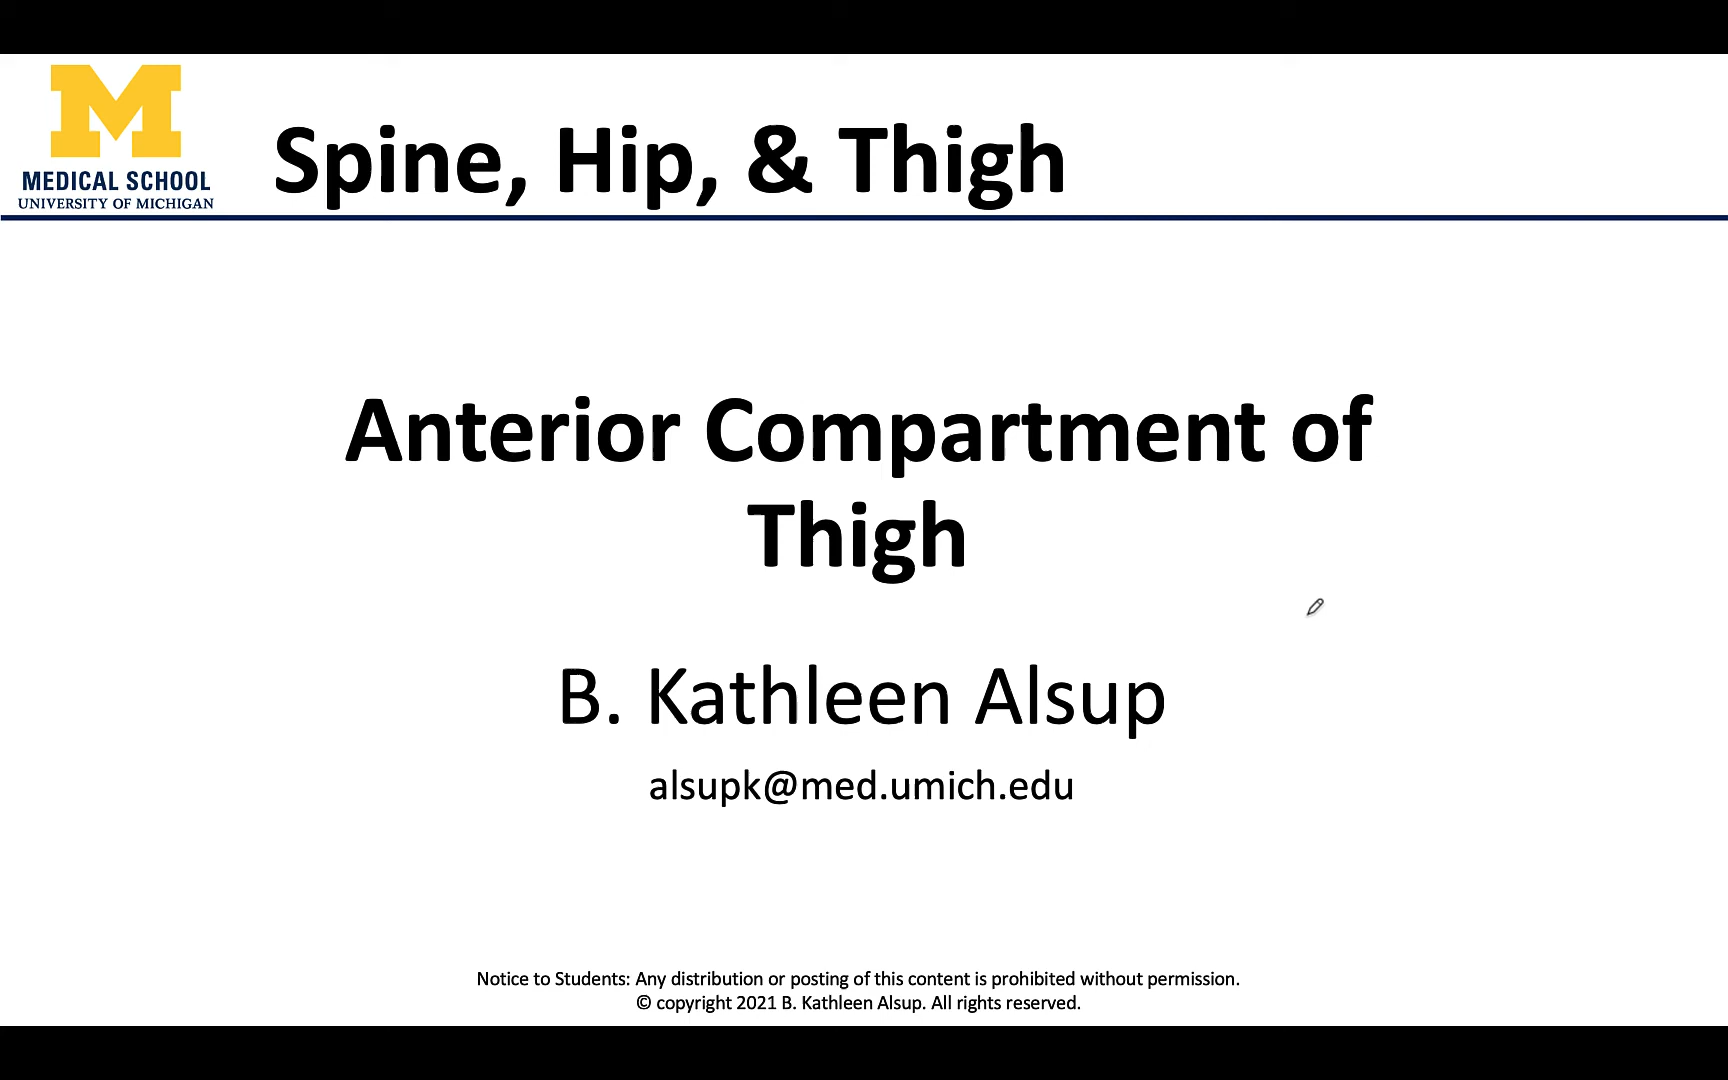 M
MEDICAL SCHOOL
UNIVERSITY OF MICHIGAN
Spine, Hip, & Thigh
Anterior Compartment of
Thigh
B. Kathleen Alsup
alsupk@med.umich.edu
Notice to Students: Any distribution or posting of this content is prohibited without permission.
© copyright 2021 B. Kathleen Alsup. All rights reserved.